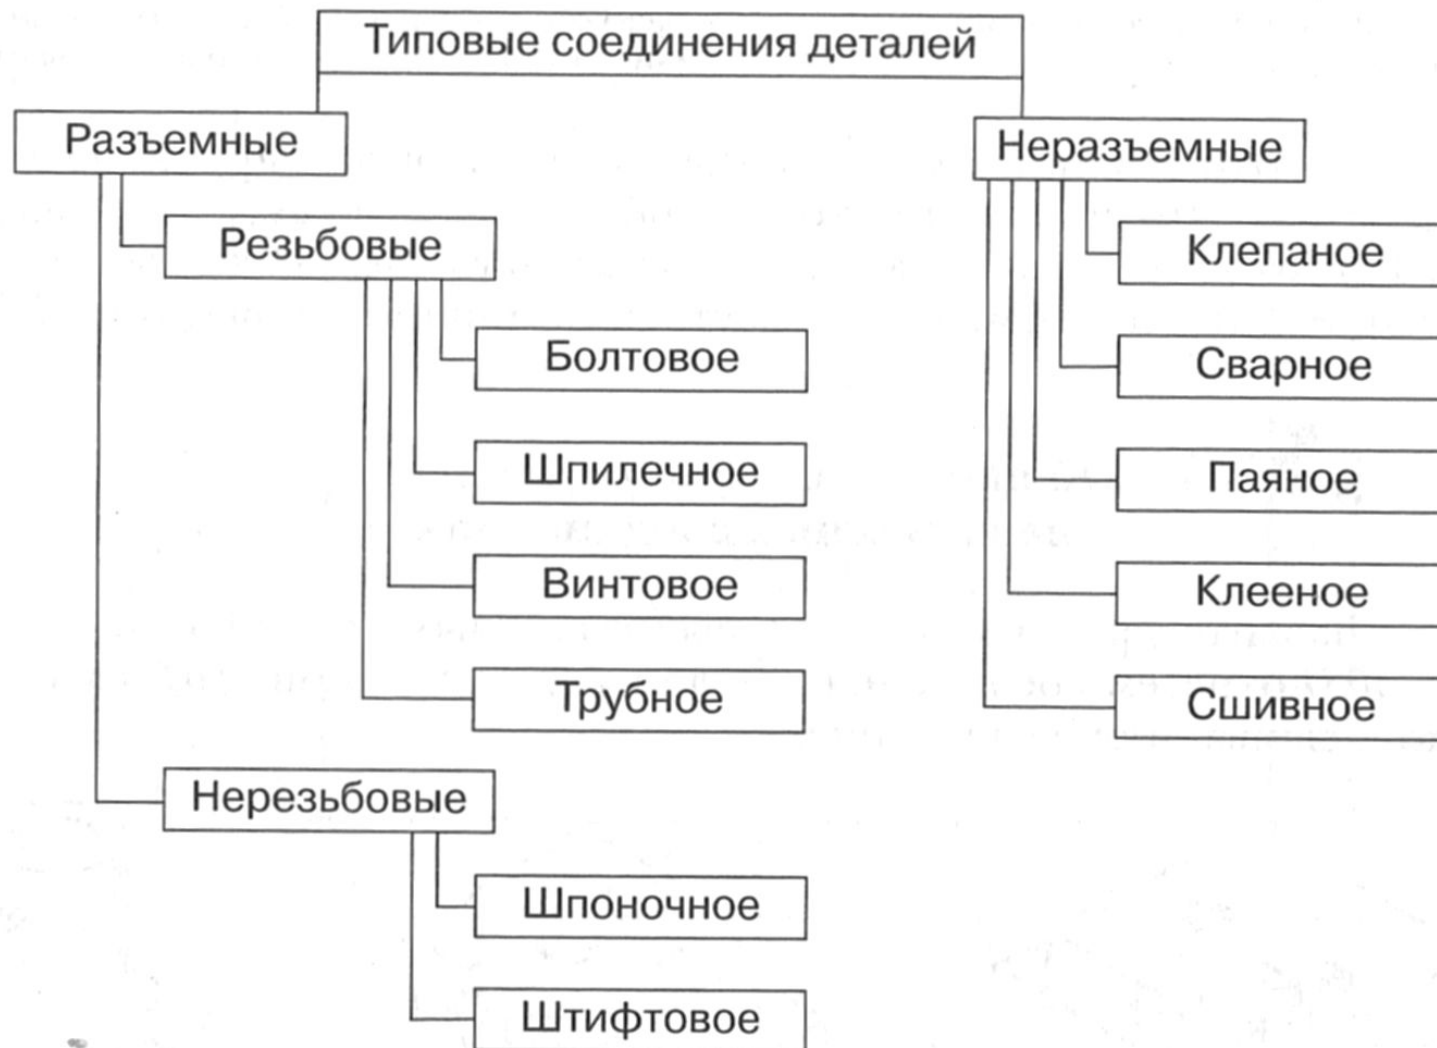 Типовые соединения деталей
Разъемные
Неразъемные
Резьбовые
Клепаное
Болтовое
Сварное
Шпилечное
Паяное
Винтовое
Клееное
Трубное
Сшивное
Нерезьбовые
Шпоночное
Штифтовое